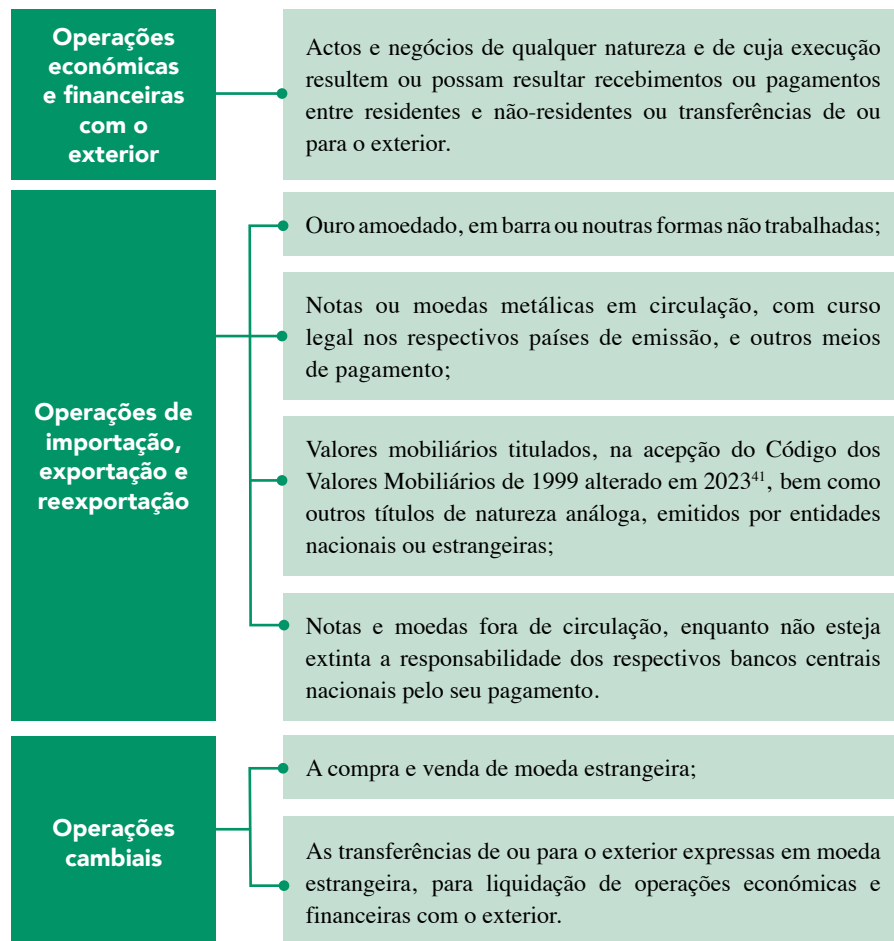 Operações
económicas
e financeiras
com o
exterior
Actos e negócios de qualquer natureza e de cuja execução
resultem ou possam resultar recebimentos ou pagamentos
entre residentes e não-residentes ou transferências de ou
para o exterior.
Operações de
importação,
exportação e
reexportação
Ouro amoedado, em barra ou noutras formas não trabalhadas;
Notas ou moedas metálicas em circulação, com curso
legal nos respectivos países de emissão, e outros meios
de pagamento;
Valores mobiliários titulados, na acepção do Código dos
Valores Mobiliários de 1999 alterado em 2023⁴¹, bem como
outros títulos de natureza análoga, emitidos por entidades
nacionais ou estrangeiras;
Notas e moedas fora de circulação, enquanto não esteja
extinta a responsabilidade dos respectivos bancos centrais
nacionais pelo seu pagamento.
Operações
cambiais
A compra e venda de moeda estrangeira;
As transferências de ou para o exterior expressas em moeda
estrangeira, para liquidação de operações económicas e
financeiras com o exterior.